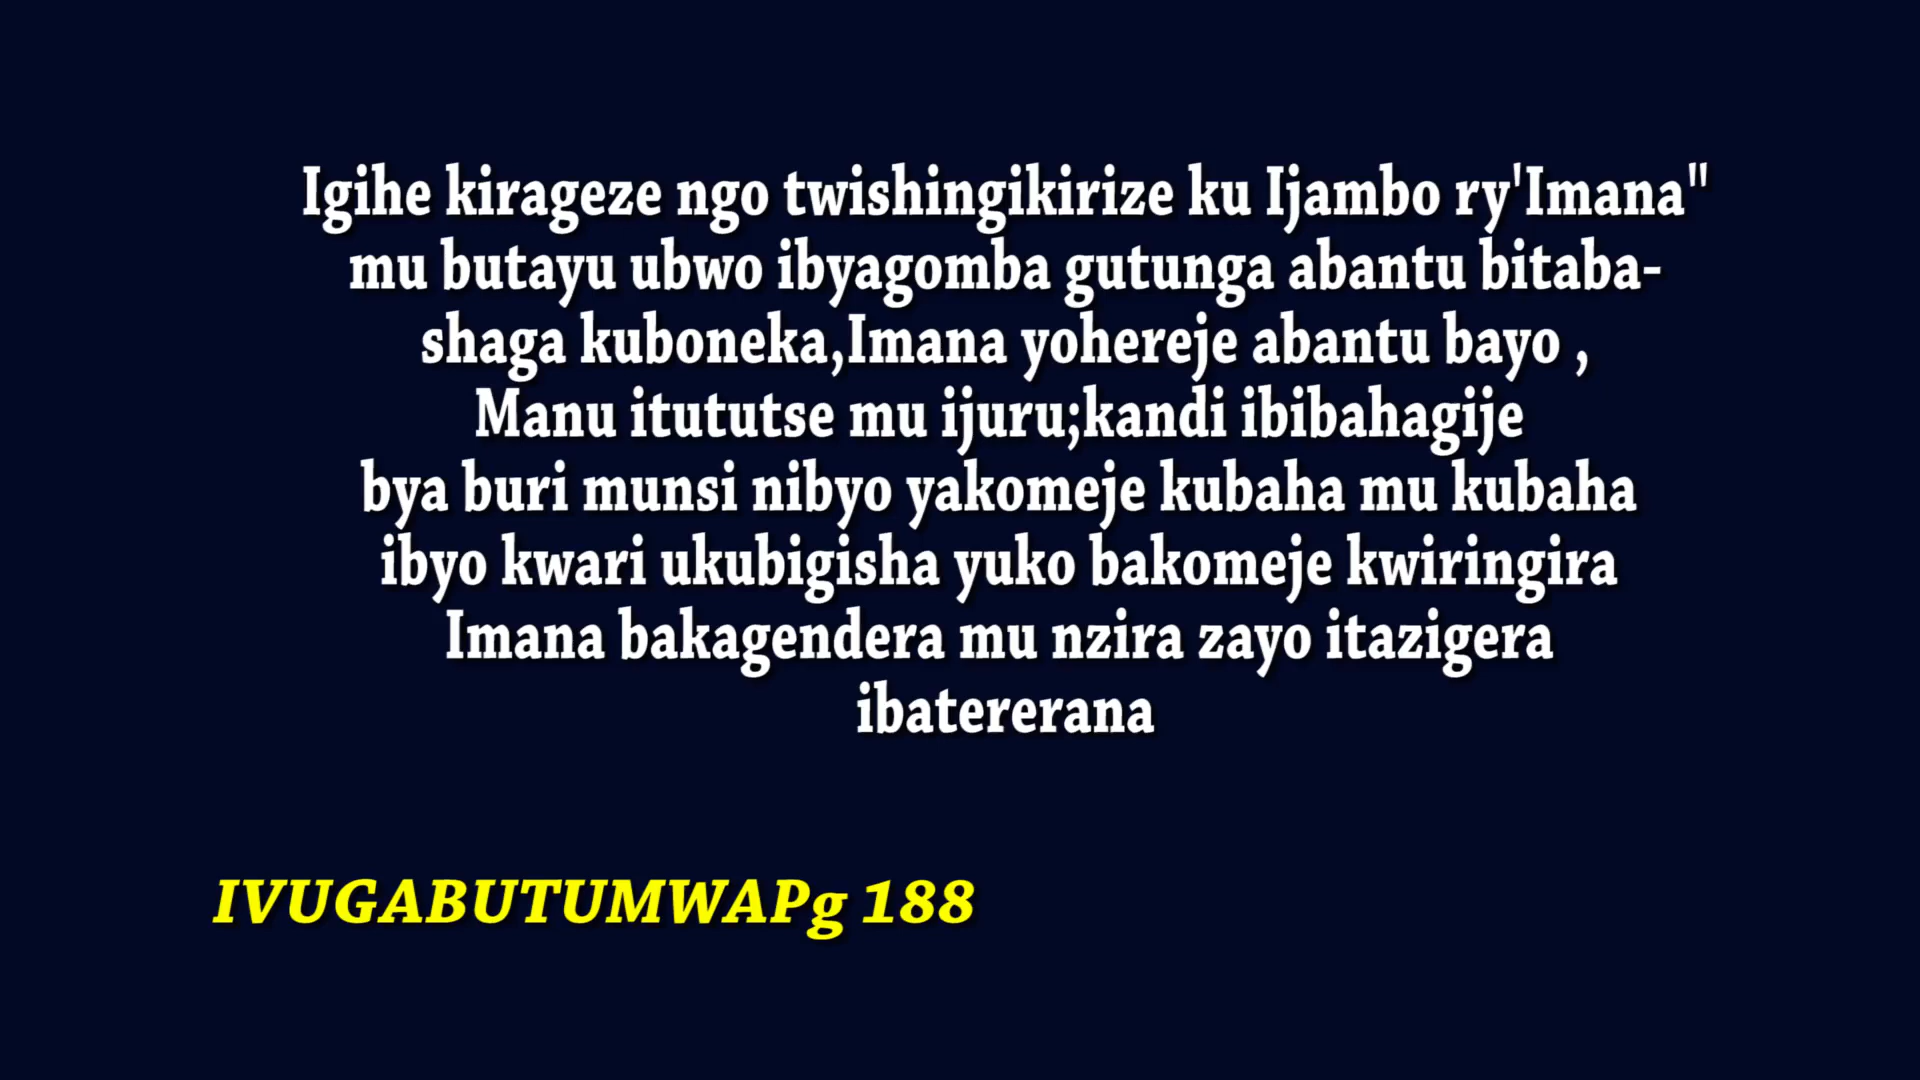 Igihe kirageze ngo twishingikirize ku Ijambo ry'Imana"
mu butayu ubwo ibyagomba gutunga abantu bitaba-
shaga kuboneka,Imana yohereje abantu bayo ,
Manu itututse mu ijuru;kandi ibibahagije
bya buri munsi nibyo yakomeje kubaha mu kubaha
ibyo kwari ukubigisha yuko bakomeje kwiringira
Imana bakagendera mu nzira zayo itazigera
ibatererana
IVUGABUTUMWAPg 188